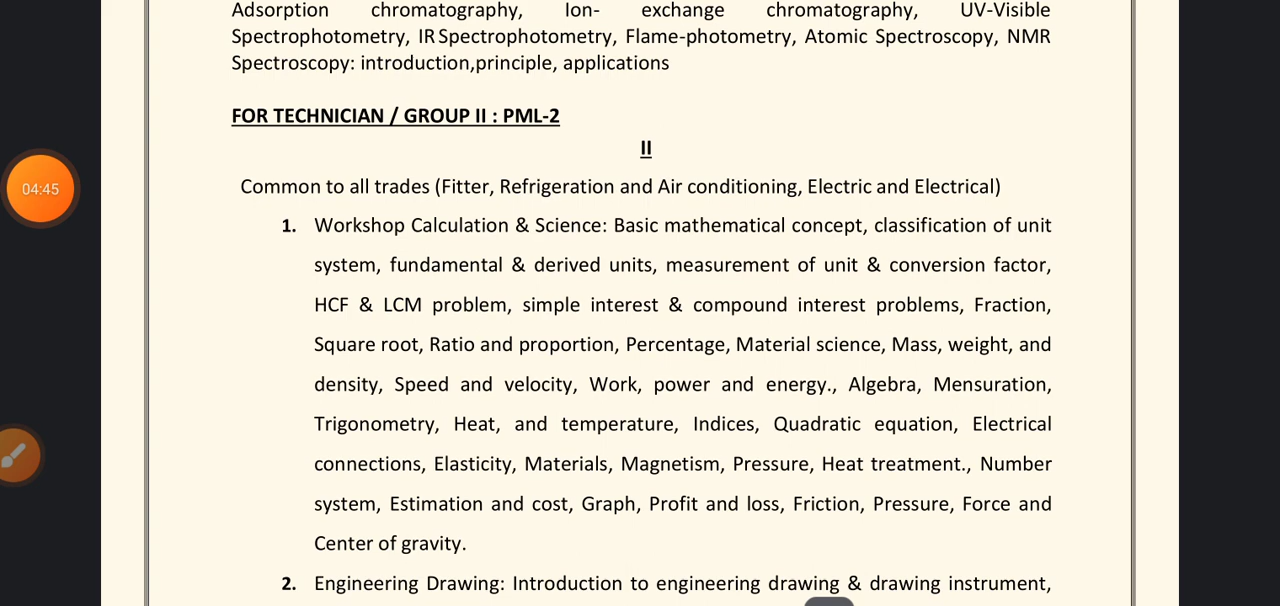 Adsorption chromatography, Ion- exchange chromatography, UV-Visible
Spectrophotometry, IR Spectrophotometry, Flame-photometry, Atomic Spectroscopy, NMR
Spectroscopy: introduction,principle, applications
FOR TECHNICIAN / GROUP II : PML-2
II
Common to all trades (Fitter, Refrigeration and Air conditioning, Electric and Electrical)
04:45
1. Workshop Calculation & Science: Basic mathematical concept, classification of unit
system, fundamental & derived units, measurement of unit & conversion factor,
HCF & LCM problem, simple interest & compound interest problems, Fraction,
Square root, Ratio and proportion, Percentage, Material science, Mass, weight, and
density, Speed and velocity, Work, power and energy., Algebra, Mensuration,
Trigonometry, Heat, and temperature, Indices, Quadratic equation, Electrical
connections, Elasticity, Materials, Magnetism, Pressure, Heat treatment., Number
system, Estimation and cost, Graph, Profit and loss, Friction, Pressure, Force and
Center of gravity.
2. Engineering Drawing: Introduction to engineering drawing & drawing instrument,